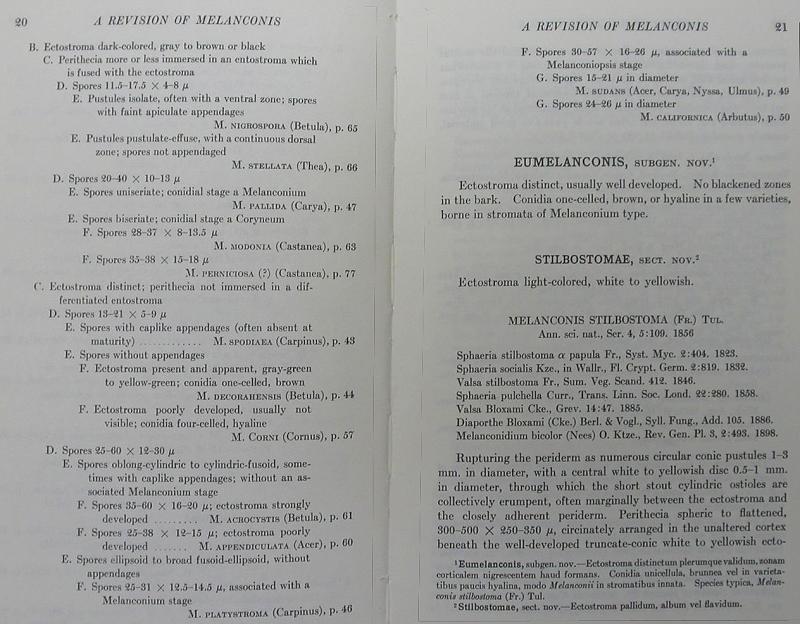 20 A REVISION OF MELANCONIS
B. Ectostroma dark-colored, gray to brown or black
C. Perithecia more or less immersed in an entostroma which
is fused with the ectostroma
D. Spores 11.5-17.5 × 4-8 μ
E. Pustules isolate, often with a ventral zone; spores
with faint apiculate appendages
M. NIGROSPORA (Betula), p. 65
E. Pustules pustulate-effuse, with a continuous dorsal
zone; spores not appendaged
M. STELLATA (Thea), p. 66
D. Spores 20-40 × 10-13 μ
E. Spores uniseriate; conidial stage a Melanconium
M. PALLIDA (Carya), p. 47
E. Spores biseriate; conidial stage a Coryneum
F. Spores 28-37 × 8-13.5 μ
M. MODONIA (Castanea), p. 63
F. Spores 35-38 × 15-18 μ
M. PERNICIOSA (?) (Castanea), p. 77
C. Ectostroma distinct; perithecia not immersed in a dif-
ferentiated entostroma
D. Spores 13-21 × 5-9 μ
E. Spores with caplike appendages (often absent at
maturity) ............ M. SPODIAEA (Carpinus), p. 43
E. Spores without appendages
F. Ectostroma present and apparent, gray-green
to yellow-green; conidia one-celled, brown
M. DECORAHENSIS (Betula), p. 44
F. Ectostroma poorly developed, usually not
visible; conidia four-celled, hyaline
M. CORNI (Cornus), p. 57
D. Spores 25-60 × 12-30 μ
E. Spores oblong-cylindric to cylindric-fusoid, some-
times with caplike appendages; without an as-
sociated Melanconium stage
F. Spores 35-60 × 16-20 μ; ectostroma strongly
developed ......... M. ACROCYSTIS (Betula), p. 61
F. Spores 25-38 × 12-15 μ; ectostroma poorly
developed ....... M. APPENDICULATA (Acer), p. 60
E. Spores ellipsoid to broad fusoid-ellipsoid, without
appendages
F. Spores 25-31 × 12.5-14.5 μ, associated with a
Melanconium stage
M. PLATYSTROMA (Carpinus), p. 46
A REVISION OF MELANCONIS 21
F. Spores 30-57 × 16-26 μ, associated with a
Melanconiopsis stage
G. Spores 15-21 μ in diameter
M. SUDANS (Acer, Carya, Nyssa, Ulmus), p. 49
G. Spores 24-26 μ in diameter
M. CALIFORNICA (Arbutus), p. 50
EUMELANCONIS, SUBGEN. NOV.¹
Ectostroma distinct, usually well developed. No blackened zones
in the bark. Conidia one-celled, brown, or hyaline in a few varieties,
borne in stromata of Melanconium type.
STILBOSTOMAE, SECT. NOV.²
Ectostroma light-colored, white to yellowish.
MELANCONIS STILBOSTOMA (FR.) TUL.
Ann. sci. nat., Ser. 4, 5:109. 1856
Sphaeria stilbostoma α papula Fr., Syst. Myc. 2:404. 1823.
Sphaeria socialis Kze., in Wallr., Fl. Crypt. Germ. 2:819. 1832.
Valsa stilbostoma Fr., Sum. Veg. Scand. 412. 1846.
Sphaeria pulchella Curr., Trans. Linn. Soc. Lond. 22:280. 1858.
Valsa Bloxami Cke., Grev. 14:47. 1885.
Diaporthe Bloxami (Cke.) Berl. & Vogl., Syll. Fung., Add. 105. 1886.
Melanconidium bicolor (Nees) O. Ktze., Rev. Gen. Pl. 3, 2:493. 1898.
Rupturing the periderm as numerous circular conic pustules 1-3
mm. in diameter, with a central white to yellowish disc 0.5-1 mm.
in diameter, through which the short stout cylindric ostioles are
collectively erumpent, often marginally between the ectostroma and
the closely adherent periderm. Perithecia spheric to flattened,
300-500 × 250-350 μ, circinately arranged in the unaltered cortex
beneath the well-developed truncate-conic white to yellowish ecto-
¹ Eumelanconis, subgen. nov.—Ectostroma distinctum plerumque validum, zonam
corticalem nigrescentem haud formans. Conidia unicellula, brunnea vel in varieta-
tibus paucis hyalina, modo Melanconii in stromatibus innata. Species typica, Melan-
conis stilbostoma (Fr.) Tul.
² Stilbostomae, sect. nov.—Ectostroma pallidum, album vel flavidum.